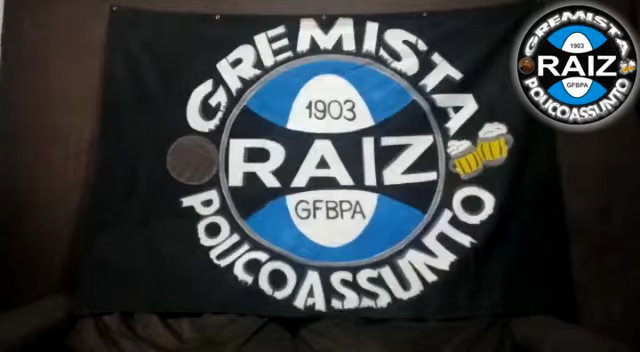 GREMISTA
1903
RAIZ
GFBPA
POUCOASSUNTO
GREMISTA
1903
RAIZ
GFBPA
POUCOASSUNTO